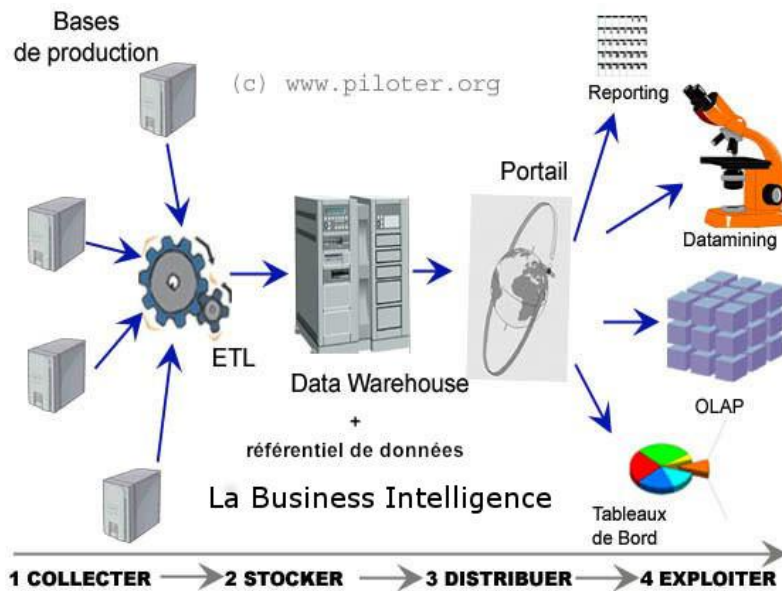 Bases
de production
(c) www.piloter.org
Reporting
Portail
Datamining
ETL
Data Warehouse
+
référentiel de données
OLAP
La Business Intelligence
Tableaux
de Bord
1 COLLECTER
2 STOCKER
3 DISTRIBUER
4 EXPLOITER